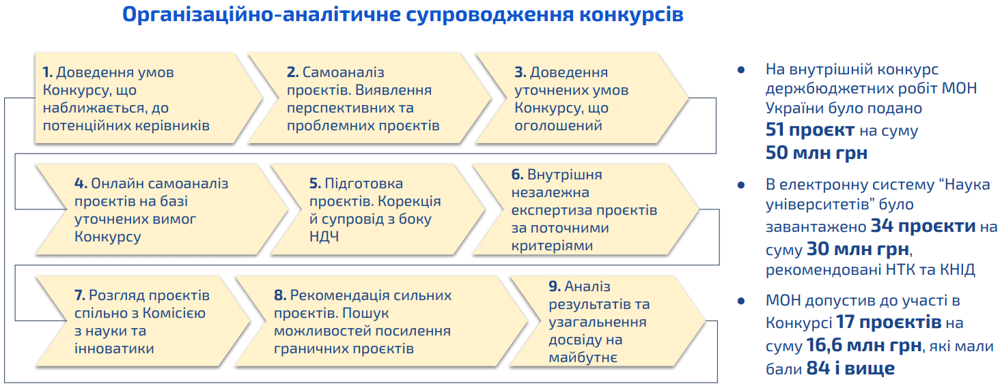 Організаційно-аналітичне супроводження конкурсів
1. Доведення умов
Конкурсу, що
наближається, до
потенційних керівників
2. Самоаналіз
проєктів. Виявлення
перспективних та
проблемних проєктів
3. Доведення
уточнених умов
Конкурсу, що
оголошений
4. Онлайн самоаналіз
проєктів на базі
уточнених вимог
Конкурсу
5. Підготовка
проєктів. Корекція
й супровід з боку
НДЧ
6. Внутрішня
незалежна
експертиза проєктів
за поточними
критеріями
7. Розгляд проєктів
спільно з Комісією
з науки та
інноватики
8. Рекомендація сильних
проєктів. Пошук
можливостей посилення
граничних проєктів
9. Аналіз
результатів та
узагальнення
досвіду на
майбутнє
● На внутрішній конкурс
держбюджетних робіт МОН
України було подано
51 проєкт на суму
50 млн грн
● В електронну систему “Наука
університетів” було
завантажено 34 проєкти на
суму 30 млн грн,
рекомендовані НТК та КНІД
● МОН допустив до участі в
Конкурсі 17 проєктів на
суму 16,6 млн грн, які мали
бали 84 і вище